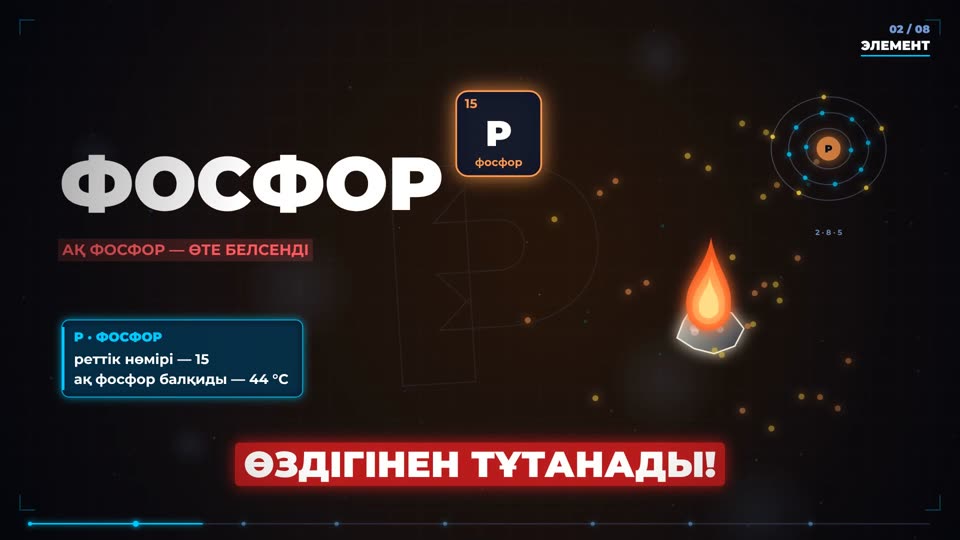 02 / 08
ЭЛЕМЕНТ
15
P
фосфор
ФОСФОР
АҚ ФОСФОР — ӨТЕ БЕЛСЕНДІ
P
2 · 8 · 5
P · ФОСФОР
реттік нөмірі — 15
ақ фосфор балқиды — 44 °C
ӨЗДІГІНЕН ТҰТАНАДЫ!